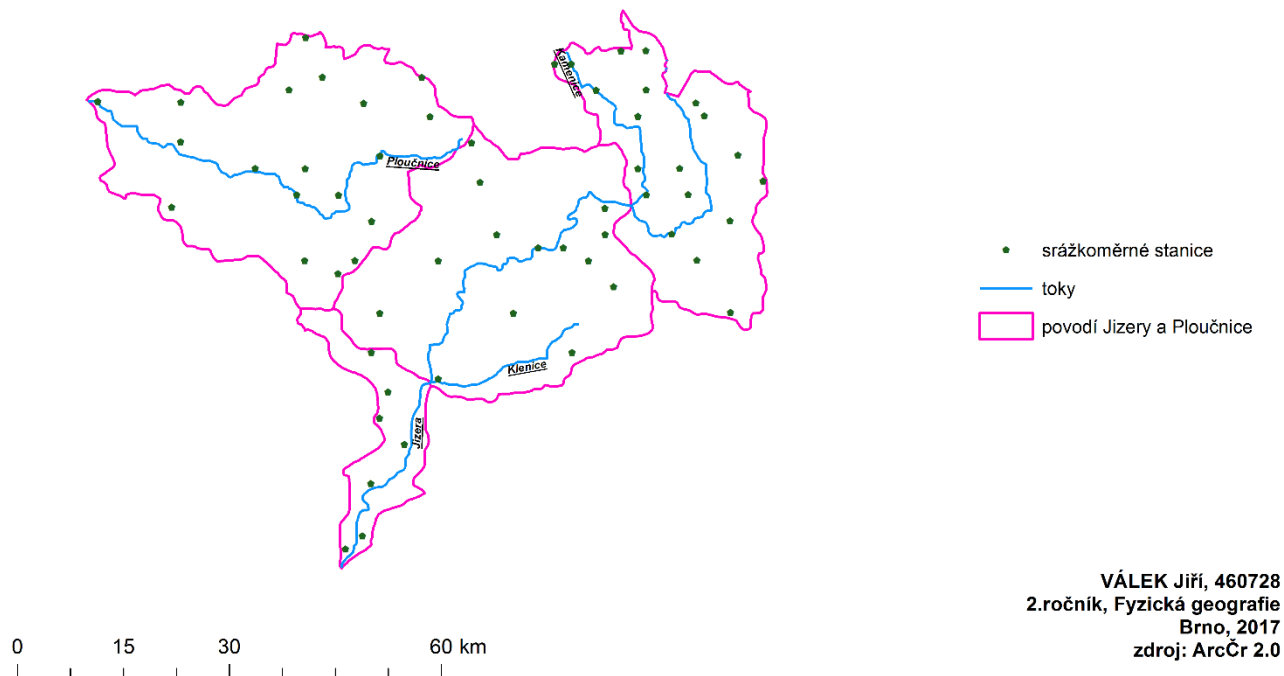 Kamenice
Ploučnice
Klenice
Jizera
srážkoměrné stanice
toky
povodí Jizery a Ploučnice
VÁLEK Jiří, 460728
2.ročník, Fyzická geografie
Brno, 2017
zdroj: ArcČr 2.0
0 15 30 60 km